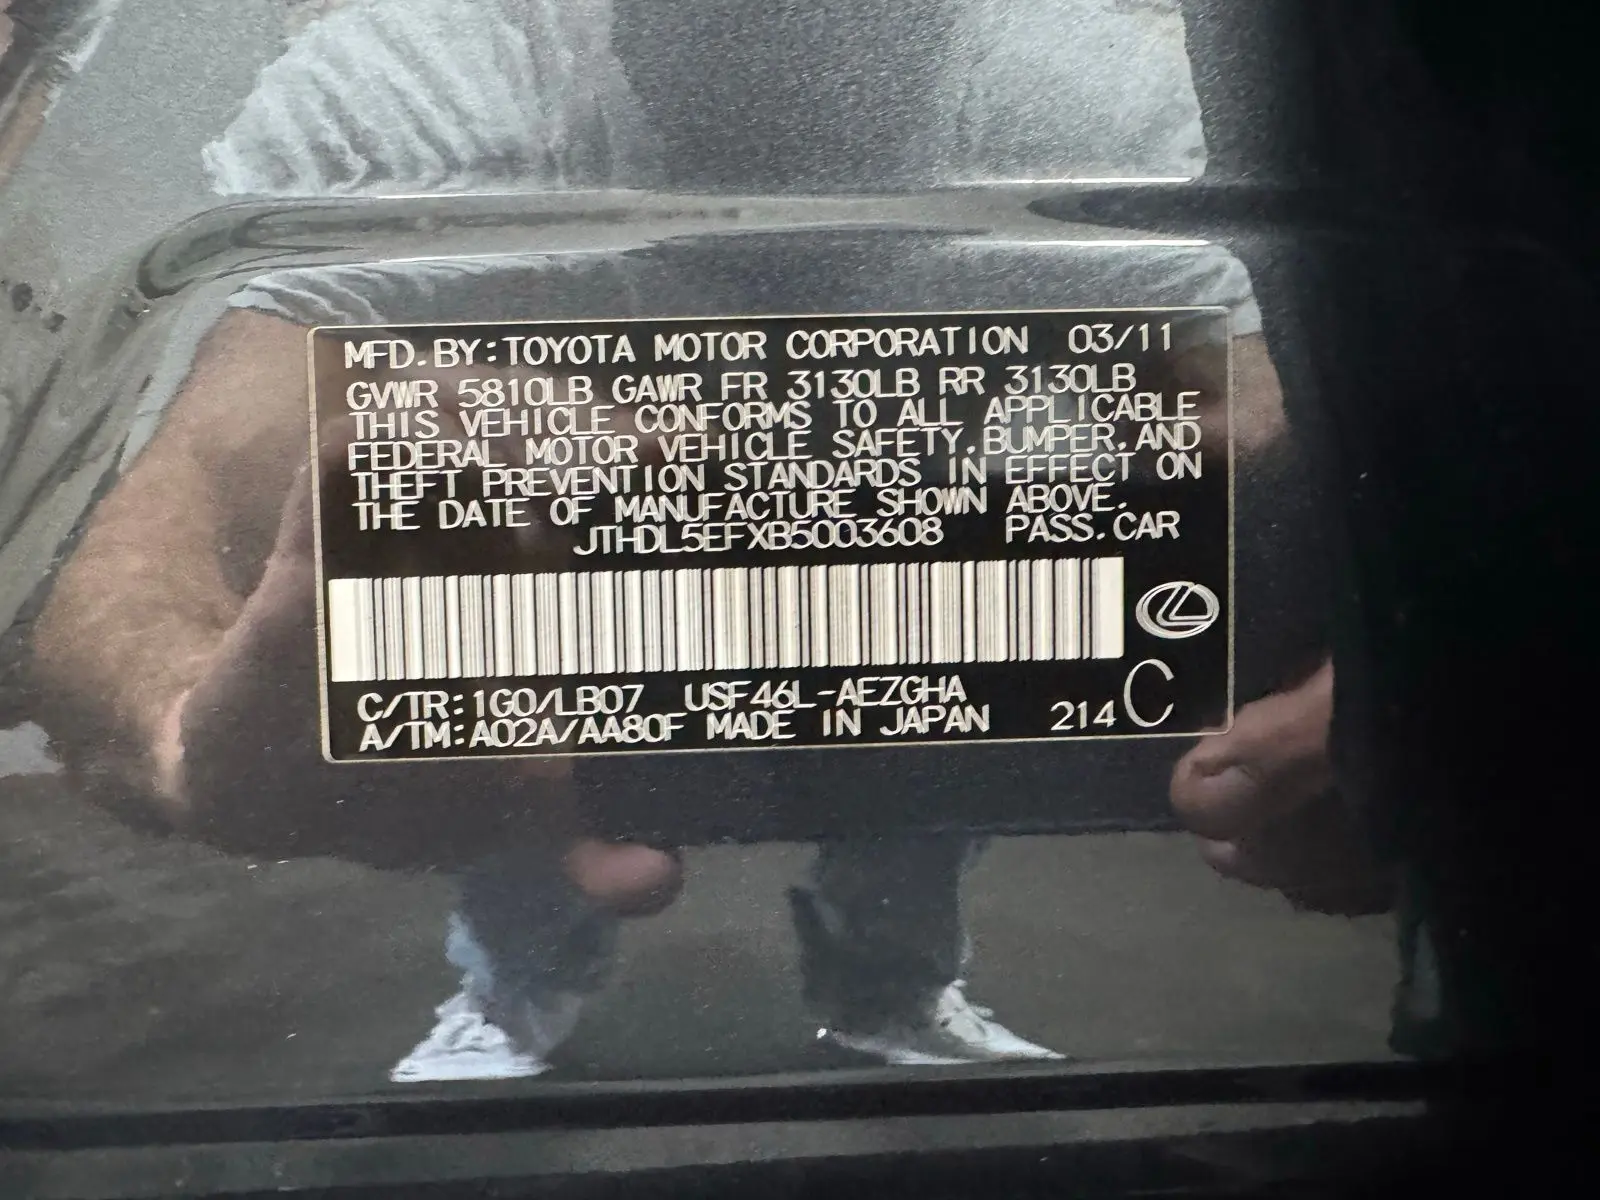 MFD. BY: TOYOTA MOTOR CORPORATION 03/11
GVWR 5810LB GAWR FR 3130LB RR 3130LB
THIS VEHICLE CONFORMS TO ALL APPLICABLE
FEDERAL MOTOR VEHICLE SAFETY, BUMPER, AND
THEFT PREVENTION STANDARDS IN EFFECT ON
THE DATE OF MANUFACTURE SHOWN ABOVE.
JTHDL5EFXB5003608 PASS. CAR
C/TR: 1G0/LB07 USF46L-AEZGHA
A/TM: A02A/AA80F MADE IN JAPAN 214 C